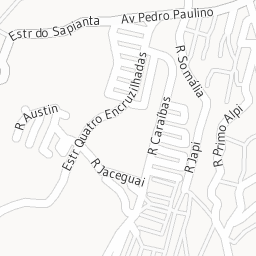 Av Pedro Paulino
Estr do Sapianta
R Somália
Estr Quatro Encruzilhadas
R Austin
R Caraíbas
R Primo Alpi
R Japi
R Jaceguai